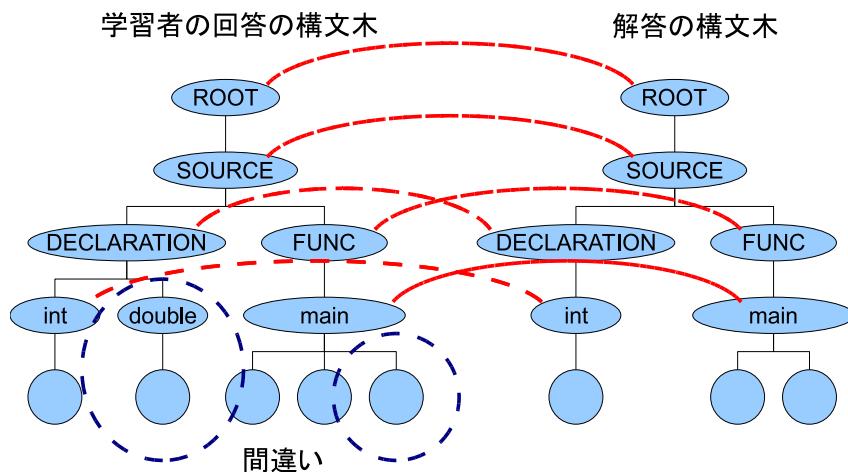 学習者の回答の構文木
解答の構文木
ROOT
ROOT
SOURCE
SOURCE
DECLARATION
FUNC
DECLARATION
FUNC
int
double
main
int
main
間違い